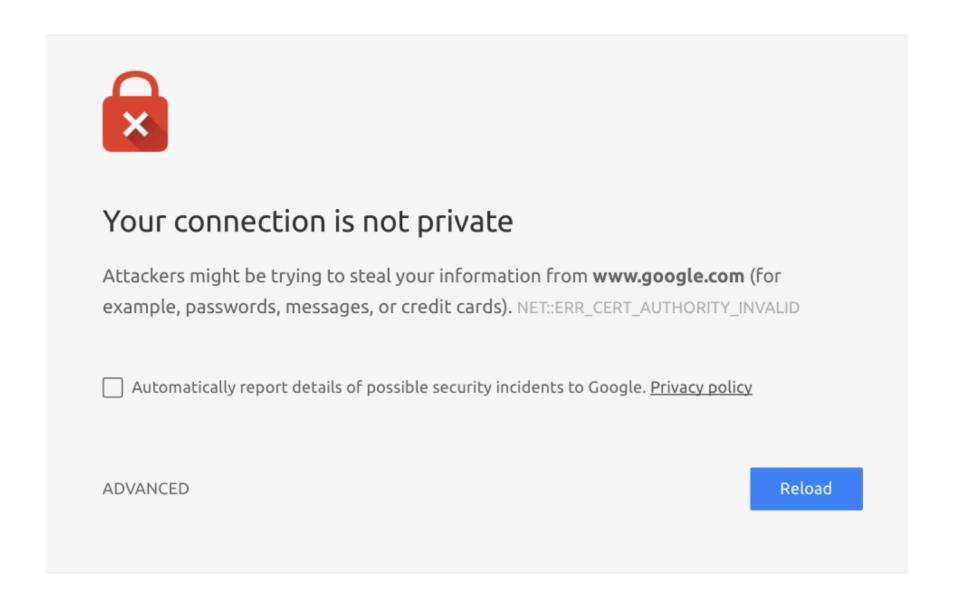 Your connection is not private
Attackers might be trying to steal your information from www.google.com (for
example, passwords, messages, or credit cards). NET::ERR_CERT_AUTHORITY_INVALID
Automatically report details of possible security incidents to Google. Privacy policy
ADVANCED
Reload